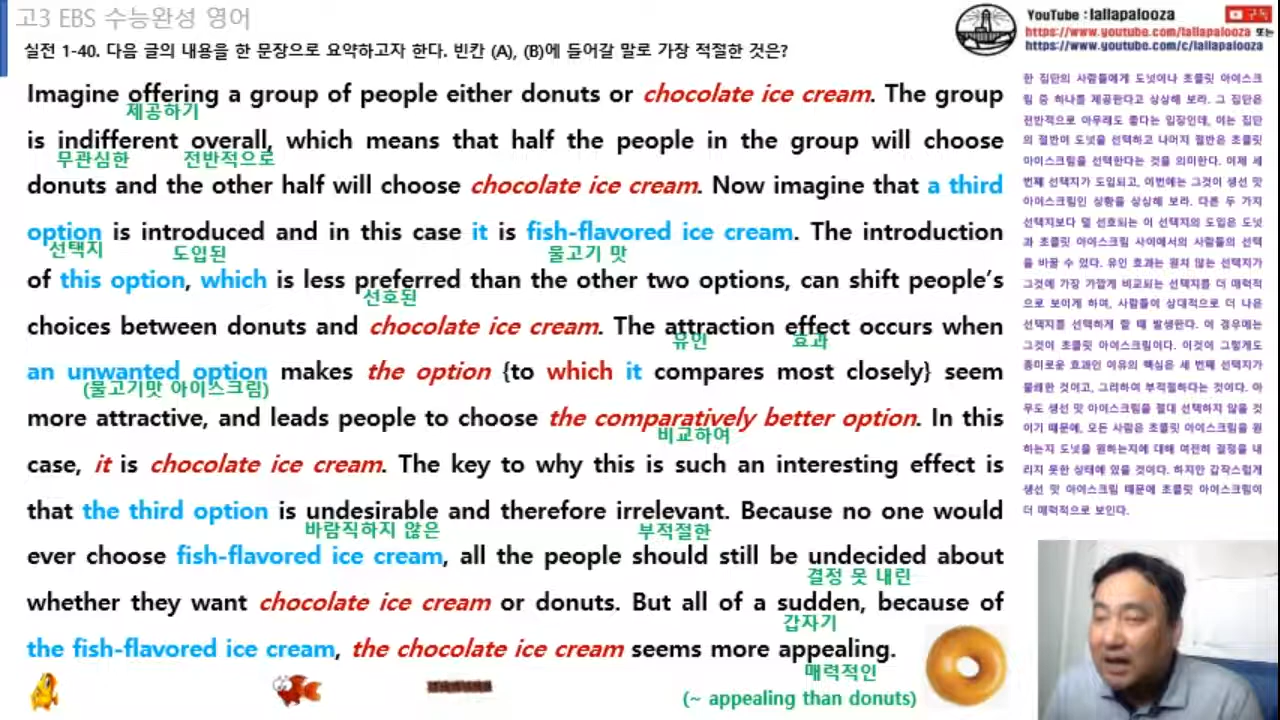 고3 EBS 수능완성 영어
YouTube : lallapalooza
구독
https://www.youtube.com/lallapalooza 또는
https://www.youtube.com/c/lallapalooza
실전 1-40. 다음 글의 내용을 한 문장으로 요약하고자 한다. 빈칸 (A), (B)에 들어갈 말로 가장 적절한 것은?
Imagine offering a group of people either donuts or chocolate ice cream. The group
제공하기
is indifferent overall, which means that half the people in the group will choose
무관심한 전반적으로
donuts and the other half will choose chocolate ice cream. Now imagine that a third
option is introduced and in this case it is fish-flavored ice cream. The introduction
선택지 도입된 물고기 맛
of this option, which is less preferred than the other two options, can shift people's
선호된
choices between donuts and chocolate ice cream. The attraction effect occurs when
유인 효과
an unwanted option makes the option {to which it compares most closely} seem
(물고기맛 아이스크림)
more attractive, and leads people to choose the comparatively better option. In this
비교하여
case, it is chocolate ice cream. The key to why this is such an interesting effect is
that the third option is undesirable and therefore irrelevant. Because no one would
바람직하지 않은 부적절한
ever choose fish-flavored ice cream, all the people should still be undecided about
결정 못 내린
whether they want chocolate ice cream or donuts. But all of a sudden, because of
갑자기
the fish-flavored ice cream, the chocolate ice cream seems more appealing.
매력적인
(~ appealing than donuts)
한 집단의 사람들에게 도넛이나 초콜릿 아이스크
림 중 하나를 제공한다고 상상해 보라. 그 집단은
전반적으로 아무래도 좋다는 입장인데, 이는 집단
의 절반이 도넛을 선택하고 나머지 절반은 초콜릿
아이스크림을 선택한다는 것을 의미한다. 이제 세
번째 선택지가 도입되고, 이번에는 그것이 생선 맛
아이스크림인 상황을 상상해 보라. 다른 두 가지
선택지보다 덜 선호되는 이 선택지의 도입은 도넛
과 초콜릿 아이스크림 사이에서의 사람들의 선택
을 바꿀 수 있다. 유인 효과는 원치 않는 선택지가
그것에 가장 가깝게 비교되는 선택지를 더 매력적
으로 보이게 하며, 사람들이 상대적으로 더 나은
선택지를 선택하게 할 때 발생한다. 이 경우에는
그것이 초콜릿 아이스크림이다. 이것이 그렇게도
흥미로운 효과인 이유의 핵심은 세 번째 선택지가
불쾌한 것이고, 그러하여 부적절하다는 것이다. 아
무도 생선 맛 아이스크림을 절대 선택하지 않을 것
이기 때문에, 모든 사람은 초콜릿 아이스크림을 원
하는지 도넛을 원하는지에 대해 여전히 결정을 내
리지 못한 상태에 있을 것이다. 하지만 갑작스럽게
생선 맛 아이스크림 때문에 초콜릿 아이스크림이
더 매력적으로 보인다.